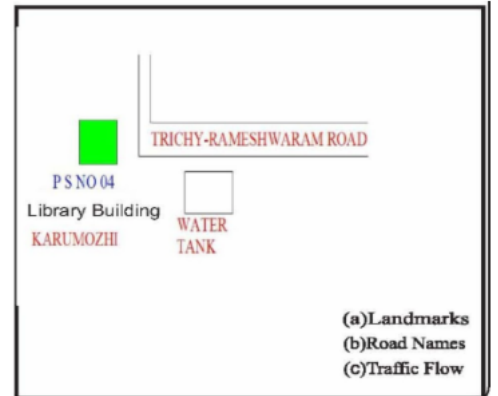 TRICHY-RAMESHWARAM ROAD
P S NO 04
Library Building
KARUMOZHI
WATER
TANK
(a)Landmarks
(b)Road Names
(c)Traffic Flow